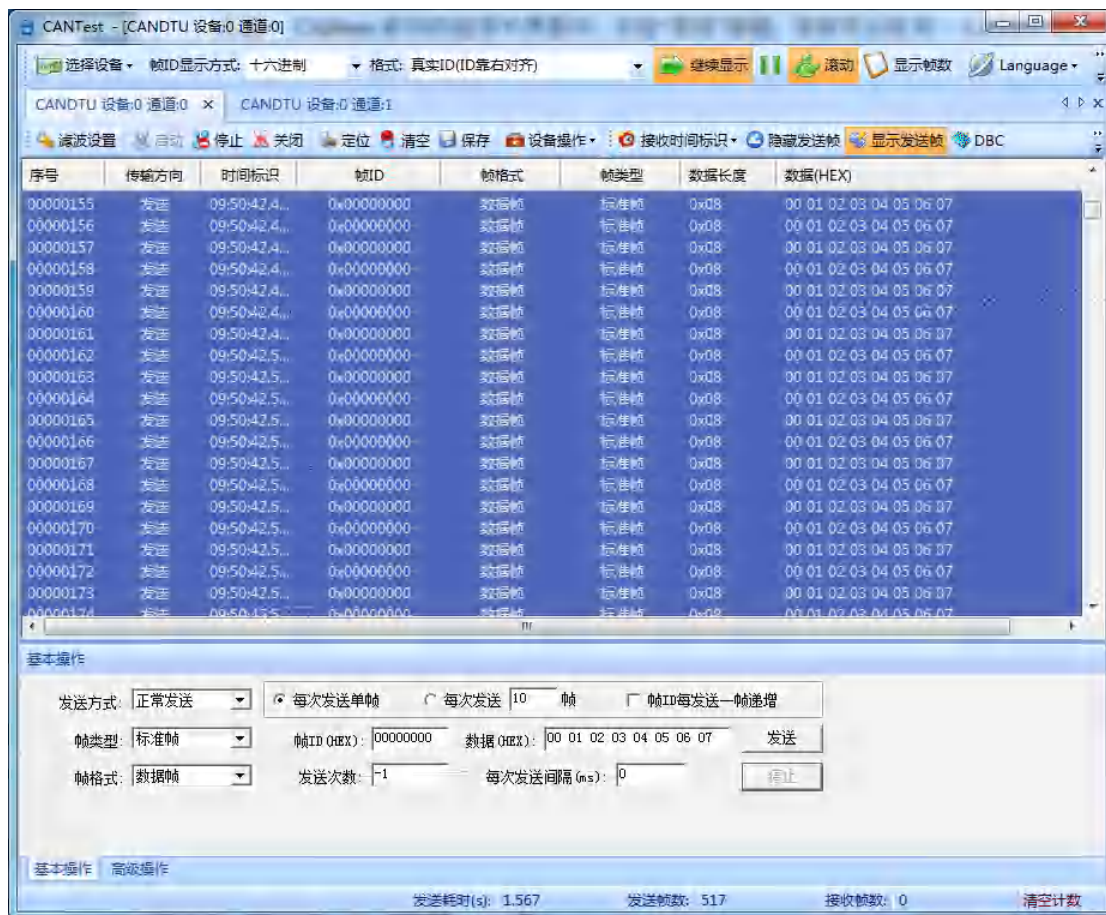 CANTest - [CANDTU 设备:0 通道:0]
选择设备 帧ID显示方式: 十六进制 格式: 真实ID(ID靠右对齐) 继续显示 滚动 显示帧数 Language
CANDTU 设备:0 通道:0 × CANDTU 设备:0 通道:1
滤波设置 启动 停止 关闭 定位 清空 保存 设备操作 接收时间标识 隐藏发送帧 显示发送帧 DBC
序号 传输方向 时间标识 帧ID 帧格式 帧类型 数据长度 数据(HEX)
00000155 发送 09:50:42.4... 0x00000000 数据帧 标准帧 0x08 00 01 02 03 04 05 06 07
00000156 发送 09:50:42.4... 0x00000000 数据帧 标准帧 0x08 00 01 02 03 04 05 06 07
00000157 发送 09:50:42.4... 0x00000000 数据帧 标准帧 0x08 00 01 02 03 04 05 06 07
00000158 发送 09:50:42.4... 0x00000000 数据帧 标准帧 0x08 00 01 02 03 04 05 06 07
00000159 发送 09:50:42.4... 0x00000000 数据帧 标准帧 0x08 00 01 02 03 04 05 06 07
00000160 发送 09:50:42.4... 0x00000000 数据帧 标准帧 0x08 00 01 02 03 04 05 06 07
00000161 发送 09:50:42.4... 0x00000000 数据帧 标准帧 0x08 00 01 02 03 04 05 06 07
00000162 发送 09:50:42.5... 0x00000000 数据帧 标准帧 0x08 00 01 02 03 04 05 06 07
00000163 发送 09:50:42.5... 0x00000000 数据帧 标准帧 0x08 00 01 02 03 04 05 06 07
00000164 发送 09:50:42.5... 0x00000000 数据帧 标准帧 0x08 00 01 02 03 04 05 06 07
00000165 发送 09:50:42.5... 0x00000000 数据帧 标准帧 0x08 00 01 02 03 04 05 06 07
00000166 发送 09:50:42.5... 0x00000000 数据帧 标准帧 0x08 00 01 02 03 04 05 06 07
00000167 发送 09:50:42.5... 0x00000000 数据帧 标准帧 0x08 00 01 02 03 04 05 06 07
00000168 发送 09:50:42.5... 0x00000000 数据帧 标准帧 0x08 00 01 02 03 04 05 06 07
00000169 发送 09:50:42.5... 0x00000000 数据帧 标准帧 0x08 00 01 02 03 04 05 06 07
00000170 发送 09:50:42.5... 0x00000000 数据帧 标准帧 0x08 00 01 02 03 04 05 06 07
00000171 发送 09:50:42.5... 0x00000000 数据帧 标准帧 0x08 00 01 02 03 04 05 06 07
00000172 发送 09:50:42.5... 0x00000000 数据帧 标准帧 0x08 00 01 02 03 04 05 06 07
00000173 发送 09:50:42.5... 0x00000000 数据帧 标准帧 0x08 00 01 02 03 04 05 06 07
00000174 发送 09:50:42.5... 0x00000000 数据帧 标准帧 0x08 00 01 02 03 04 05 06 07
基本操作
发送方式: 正常发送 每次发送单帧 每次发送 10 帧 帧ID每发送一帧递增
帧类型: 标准帧 帧ID(HEX): 00000000 数据(HEX): 00 01 02 03 04 05 06 07 发送
帧格式: 数据帧 发送次数: -1 每次发送间隔(ms): 0 停止
基本操作 高级操作
发送耗时(s): 1.567 发送帧数: 517 接收帧数: 0 清空计数